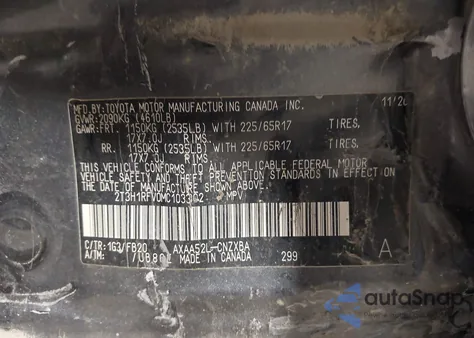 MFD.BY:TOYOTA MOTOR MANUFACTURING CANADA INC. 11/20
GVWR:2090KG (4610LB)
GAWR:FRT. 1150KG (2535LB) WITH 225/65R17 TIRES,
17X7.0J RIMS
RR. 1150KG (2535LB) WITH 225/65R17 TIRES,
17X7.0J RIMS
THIS VEHICLE CONFORMS TO ALL APPLICABLE FEDERAL MOTOR
VEHICLE SAFETY, AND THEFT PREVENTION STANDARDS IN EFFECT
ON THE DATE OF MANUFACTURE SHOWN ABOVE.
MPV
C/TR:1G3/FB20 AXAA52L-CNZXBA
A/TM: MADE IN CANADA 299 A
autoSnap